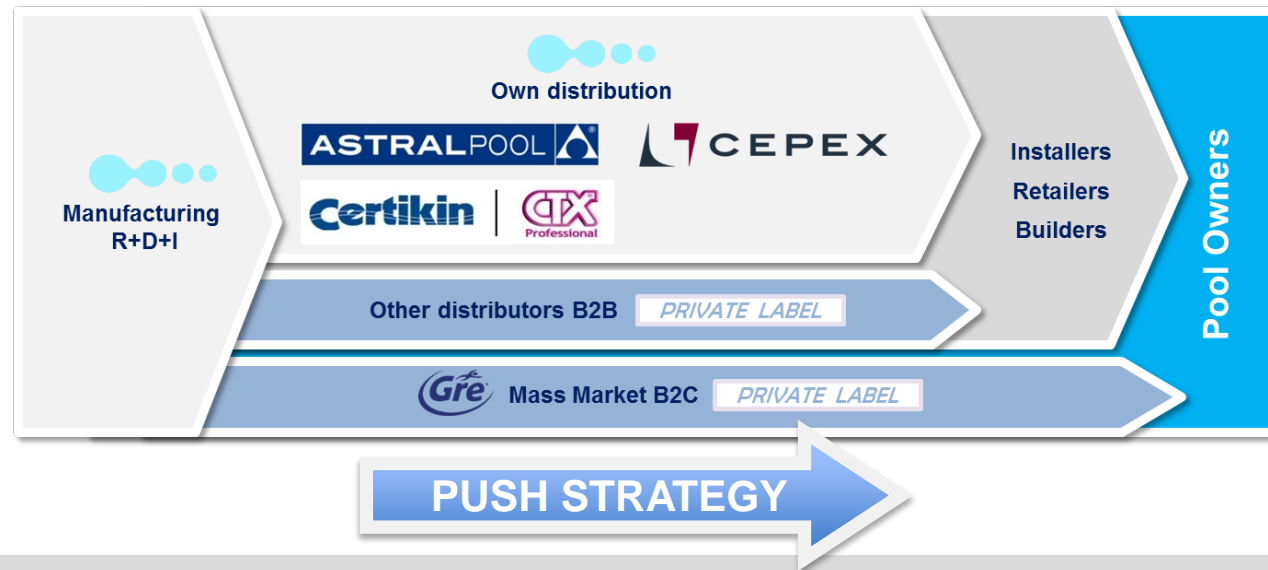 Own distribution
ASTRALPOOL
CEPEX
Certikin
CTX
Professional
Manufacturing
R+D+I
Installers
Retailers
Builders
Pool Owners
Other distributors B2B PRIVATE LABEL
Gre Mass Market B2C PRIVATE LABEL
PUSH STRATEGY